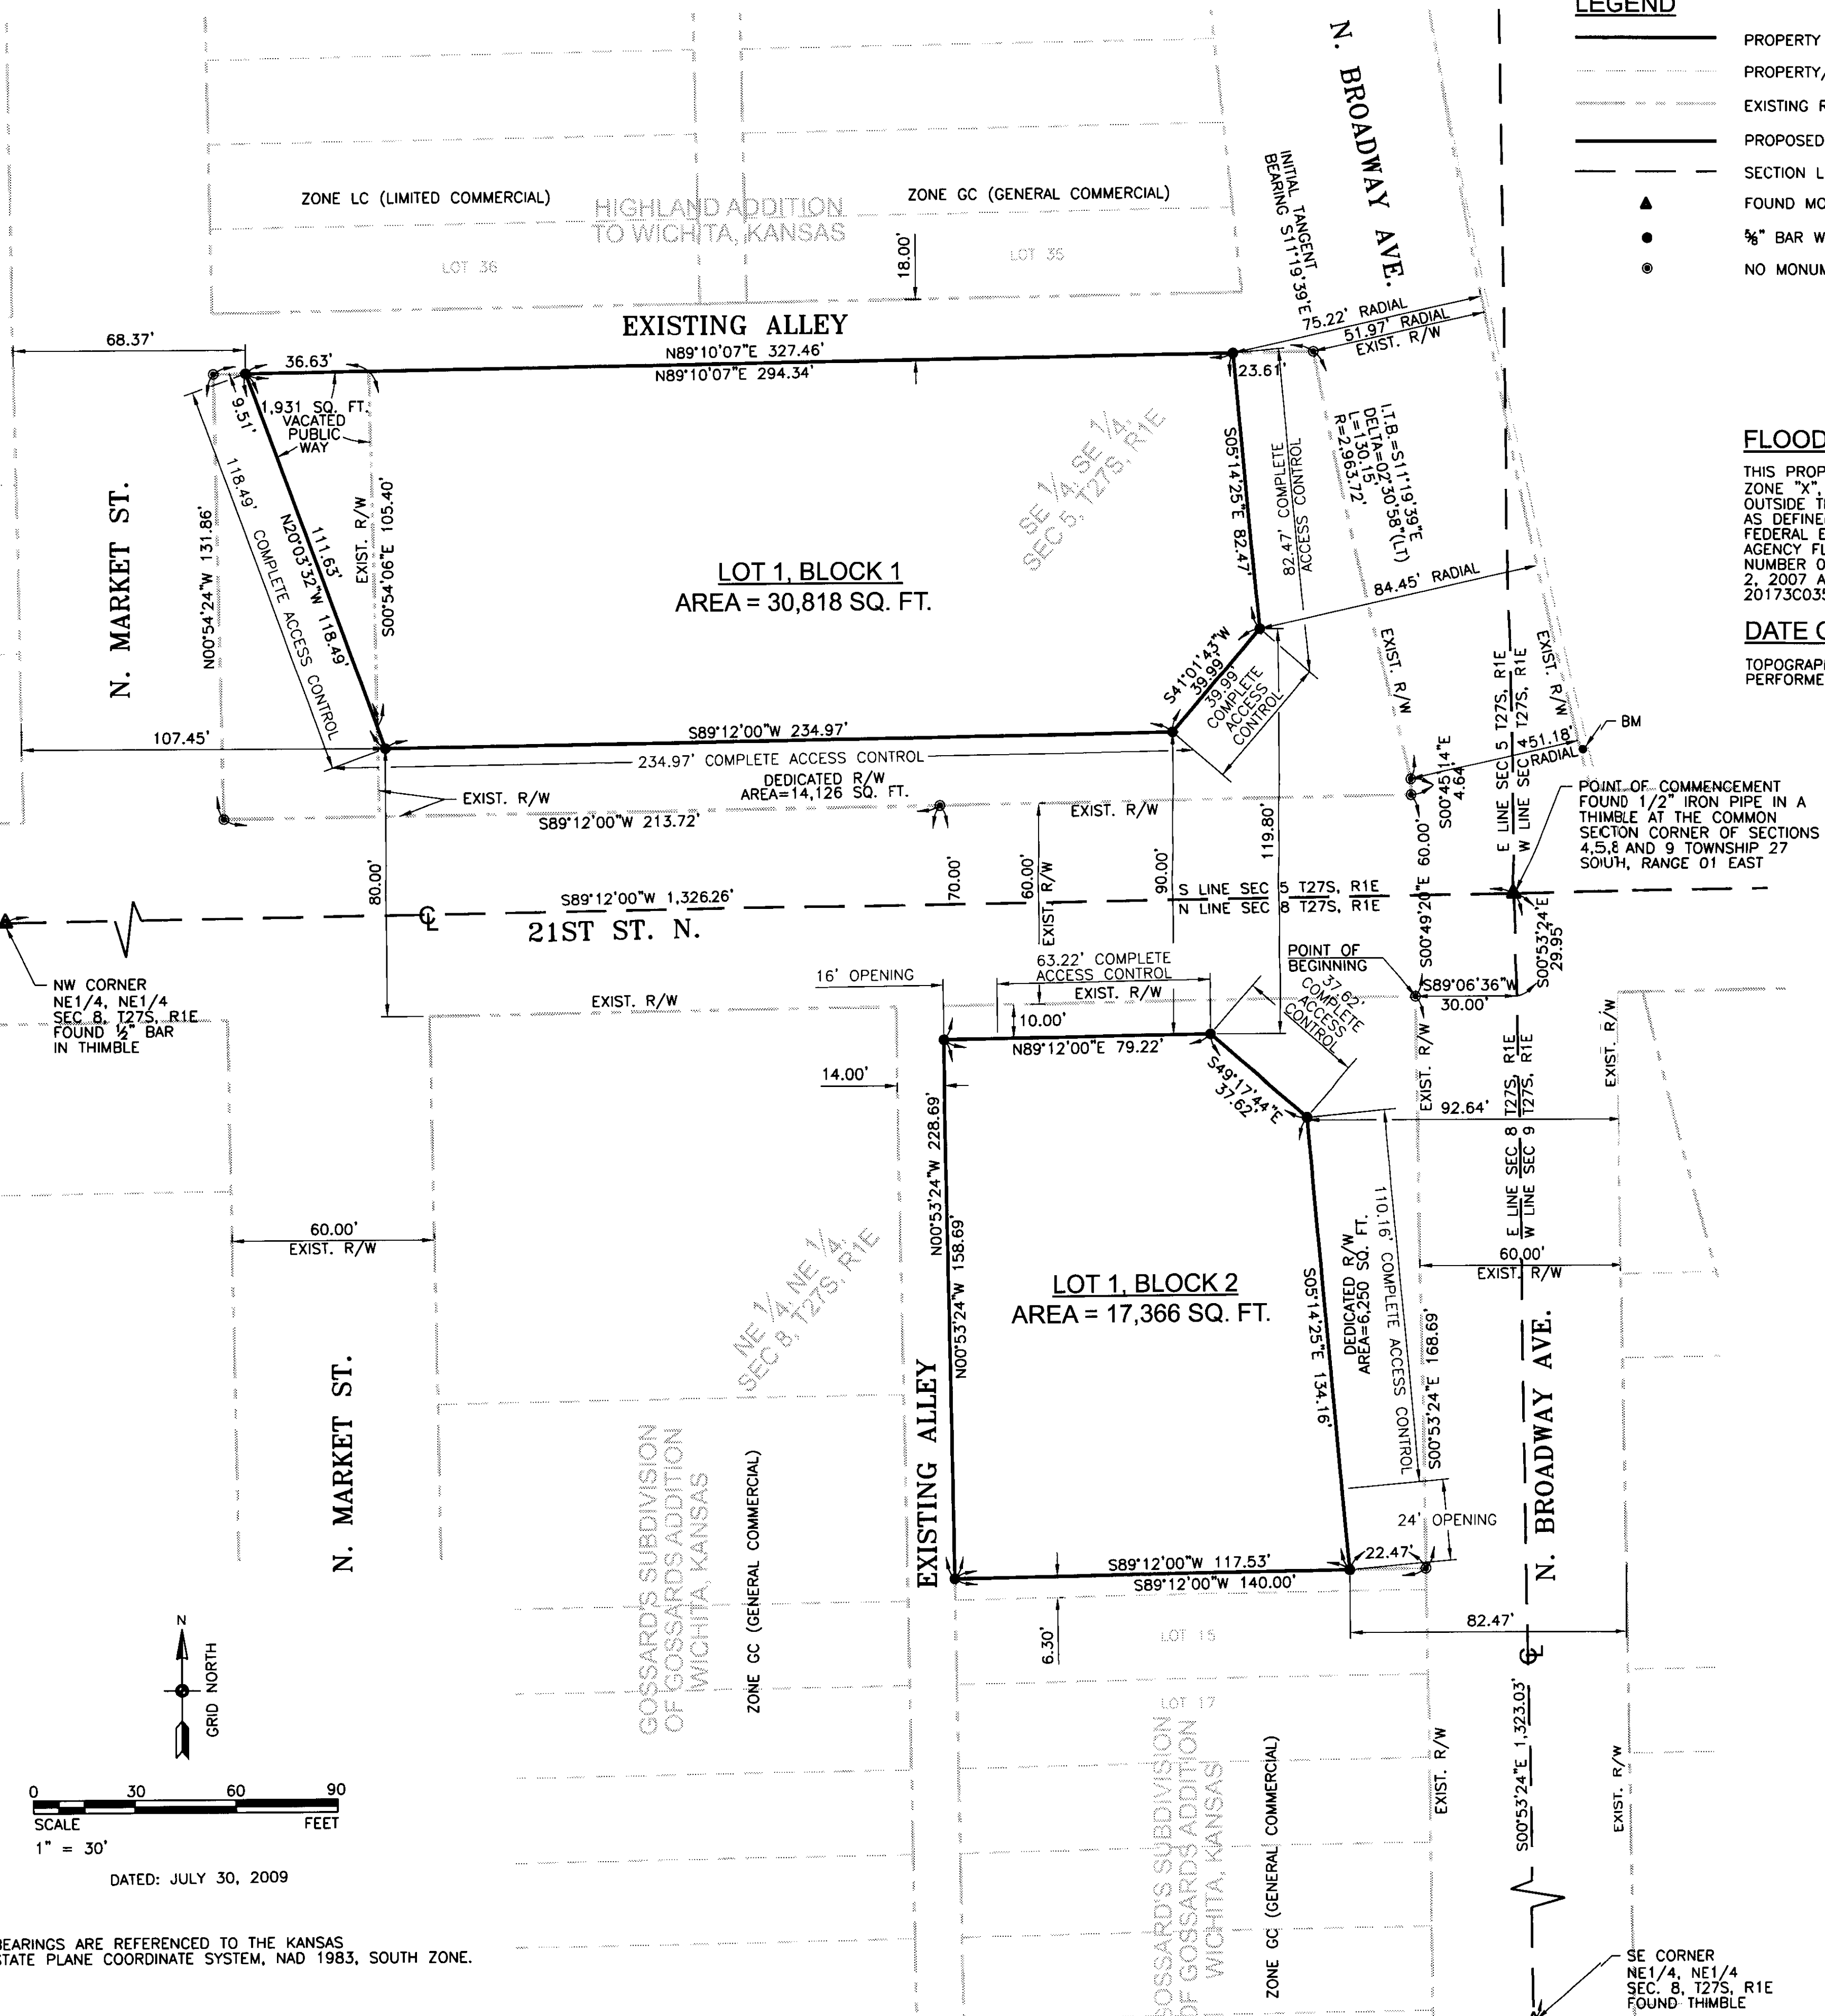 LEGEND
PROPERTY
PROPERTY/
EXISTING R
PROPOSED
SECTION L
FOUND MO
⅝" BAR W
NO MONUM
N. BROADWAY AVE.
ZONE LC (LIMITED COMMERCIAL)
ZONE GC (GENERAL COMMERCIAL)
HIGHLAND ADDITION
TO WICHITA, KANSAS
LOT 36
LOT 35
18.00'
INITIAL TANGENT
BEARING S11°19'39"E
75.22' RADIAL
51.97' RADIAL
EXIST. R/W
EXISTING ALLEY
68.37'
36.63'
N89°10'07"E 327.46'
N89°10'07"E 294.34'
23.61'
9.51'
1,931 SQ. FT.
VACATED
PUBLIC
WAY
118.49' COMPLETE ACCESS CONTROL
111.63'
N20°03'32"W 118.49'
EXIST. R/W
S00°54'06"E 105.40'
N00°54'24"W 131.86'
N. MARKET ST.
SE 1/4, SE 1/4,
SEC 5, T27S, R1E
LOT 1, BLOCK 1
AREA = 30,818 SQ. FT.
S05°14'25"E 82.47'
82.47' COMPLETE
ACCESS CONTROL
I.T.B.=S11°19'39"E
DELTA=02°30'58"(LT)
L=130.15'
R=2,963.72'
84.45' RADIAL
FLOOD
THIS PROP
ZONE "X",
OUTSIDE T
AS DEFINE
FEDERAL E
AGENCY FL
NUMBER O
2, 2007 A
20173C035
DATE O
TOPOGRAPH
PERFORME
S41°01'43"W
39.99'
39.99'
COMPLETE
ACCESS
CONTROL
EXIST. R/W
EXIST. R/W
E LINE SEC 5 T27S, R1E
W LINE SEC 4 T27S, R1E
BM
51.18'
RADIAL
S00°45'14"E
4.64'
107.45'
S89°12'00"W 234.97'
234.97' COMPLETE ACCESS CONTROL
DEDICATED R/W
AREA=14,126 SQ. FT.
EXIST. R/W
S89°12'00"W 213.72'
EXIST. R/W
POINT OF COMMENCEMENT
FOUND 1/2" IRON PIPE IN A
THIMBLE AT THE COMMON
SECTON CORNER OF SECTIONS
4,5,8 AND 9 TOWNSHIP 27
SOUTH, RANGE 01 EAST
80.00'
70.00'
60.00'
EXIST. R/W
90.00'
119.80'
S89°12'00"W 1,326.26'
21ST ST. N.
S LINE SEC 5 T27S, R1E
N LINE SEC 8 T27S, R1E
S00°49'20"E 60.00'
S00°53'24"E
29.95'
NW CORNER
NE1/4, NE1/4
SEC 8, T27S, R1E
FOUND ½" BAR
IN THIMBLE
16' OPENING
63.22' COMPLETE
ACCESS CONTROL
EXIST. R/W
EXIST. R/W
POINT OF
BEGINNING
S89°06'36"W
30.00'
37.62'
COMPLETE
ACCESS
CONTROL
10.00'
N89°12'00"E 79.22'
14.00'
S49°17'44"E
37.62'
EXIST. R/W
EXIST. R/W
92.64'
E LINE SEC 8 T27S, R1E
W LINE SEC 9 T27S, R1E
N00°53'24"W 228.69'
N00°53'24"W 158.69'
60.00'
EXIST. R/W
60.00'
EXIST. R/W
NE 1/4, NE 1/4,
SEC 8, T27S, R1E
LOT 1, BLOCK 2
AREA = 17,366 SQ. FT.
S05°14'25"E 134.16'
DEDICATED R/W
AREA=6,250 SQ. FT.
110.16' COMPLETE ACCESS CONTROL
S00°53'24"E 168.69'
N. MARKET ST.
EXISTING ALLEY
N. BROADWAY AVE.
GOSSARD'S SUBDIVISION
OF GOSSARDS ADDITION
WICHITA, KANSAS
ZONE GC (GENERAL COMMERCIAL)
24' OPENING
S89°12'00"W 117.53'
S89°12'00"W 140.00'
22.47'
82.47'
6.30'
LOT 15
LOT 17
GOSSARD'S SUBDIVISION
OF GOSSARDS ADDITION
WICHITA, KANSAS
ZONE GC (GENERAL COMMERCIAL)
EXIST. R/W
S00°53'24"E 1,323.03'
EXIST. R/W
N
GRID NORTH
0 30 60 90
SCALE FEET
1" = 30'
DATED: JULY 30, 2009
BEARINGS ARE REFERENCED TO THE KANSAS
STATE PLANE COORDINATE SYSTEM, NAD 1983, SOUTH ZONE.
SE CORNER
NE1/4, NE1/4
SEC. 8, T27S, R1E
FOUND THIMBLE